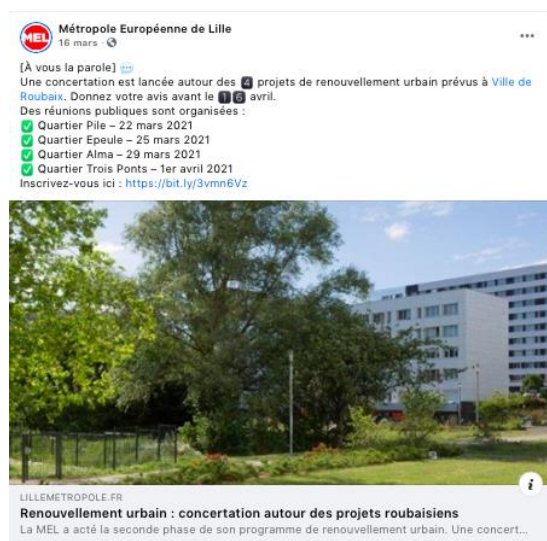 MEL
Métropole Européenne de Lille
16 mars ·
[À vous la parole] 💬
Une concertation est lancée autour des 4️⃣ projets de renouvellement urbain prévus à Ville de
Roubaix. Donnez votre avis avant le 1️⃣6️⃣ avril.
Des réunions publiques sont organisées :
✅ Quartier Pile – 22 mars 2021
✅ Quartier Epeule – 25 mars 2021
✅ Quartier Alma – 29 mars 2021
✅ Quartier Trois Ponts – 1er avril 2021
Inscrivez-vous ici : https://bit.ly/3vmn6Vz
LILLEMETROPOLE.FR
Renouvellement urbain : concertation autour des projets roubaisiens
La MEL a acté la seconde phase de son programme de renouvellement urbain. Une concert...